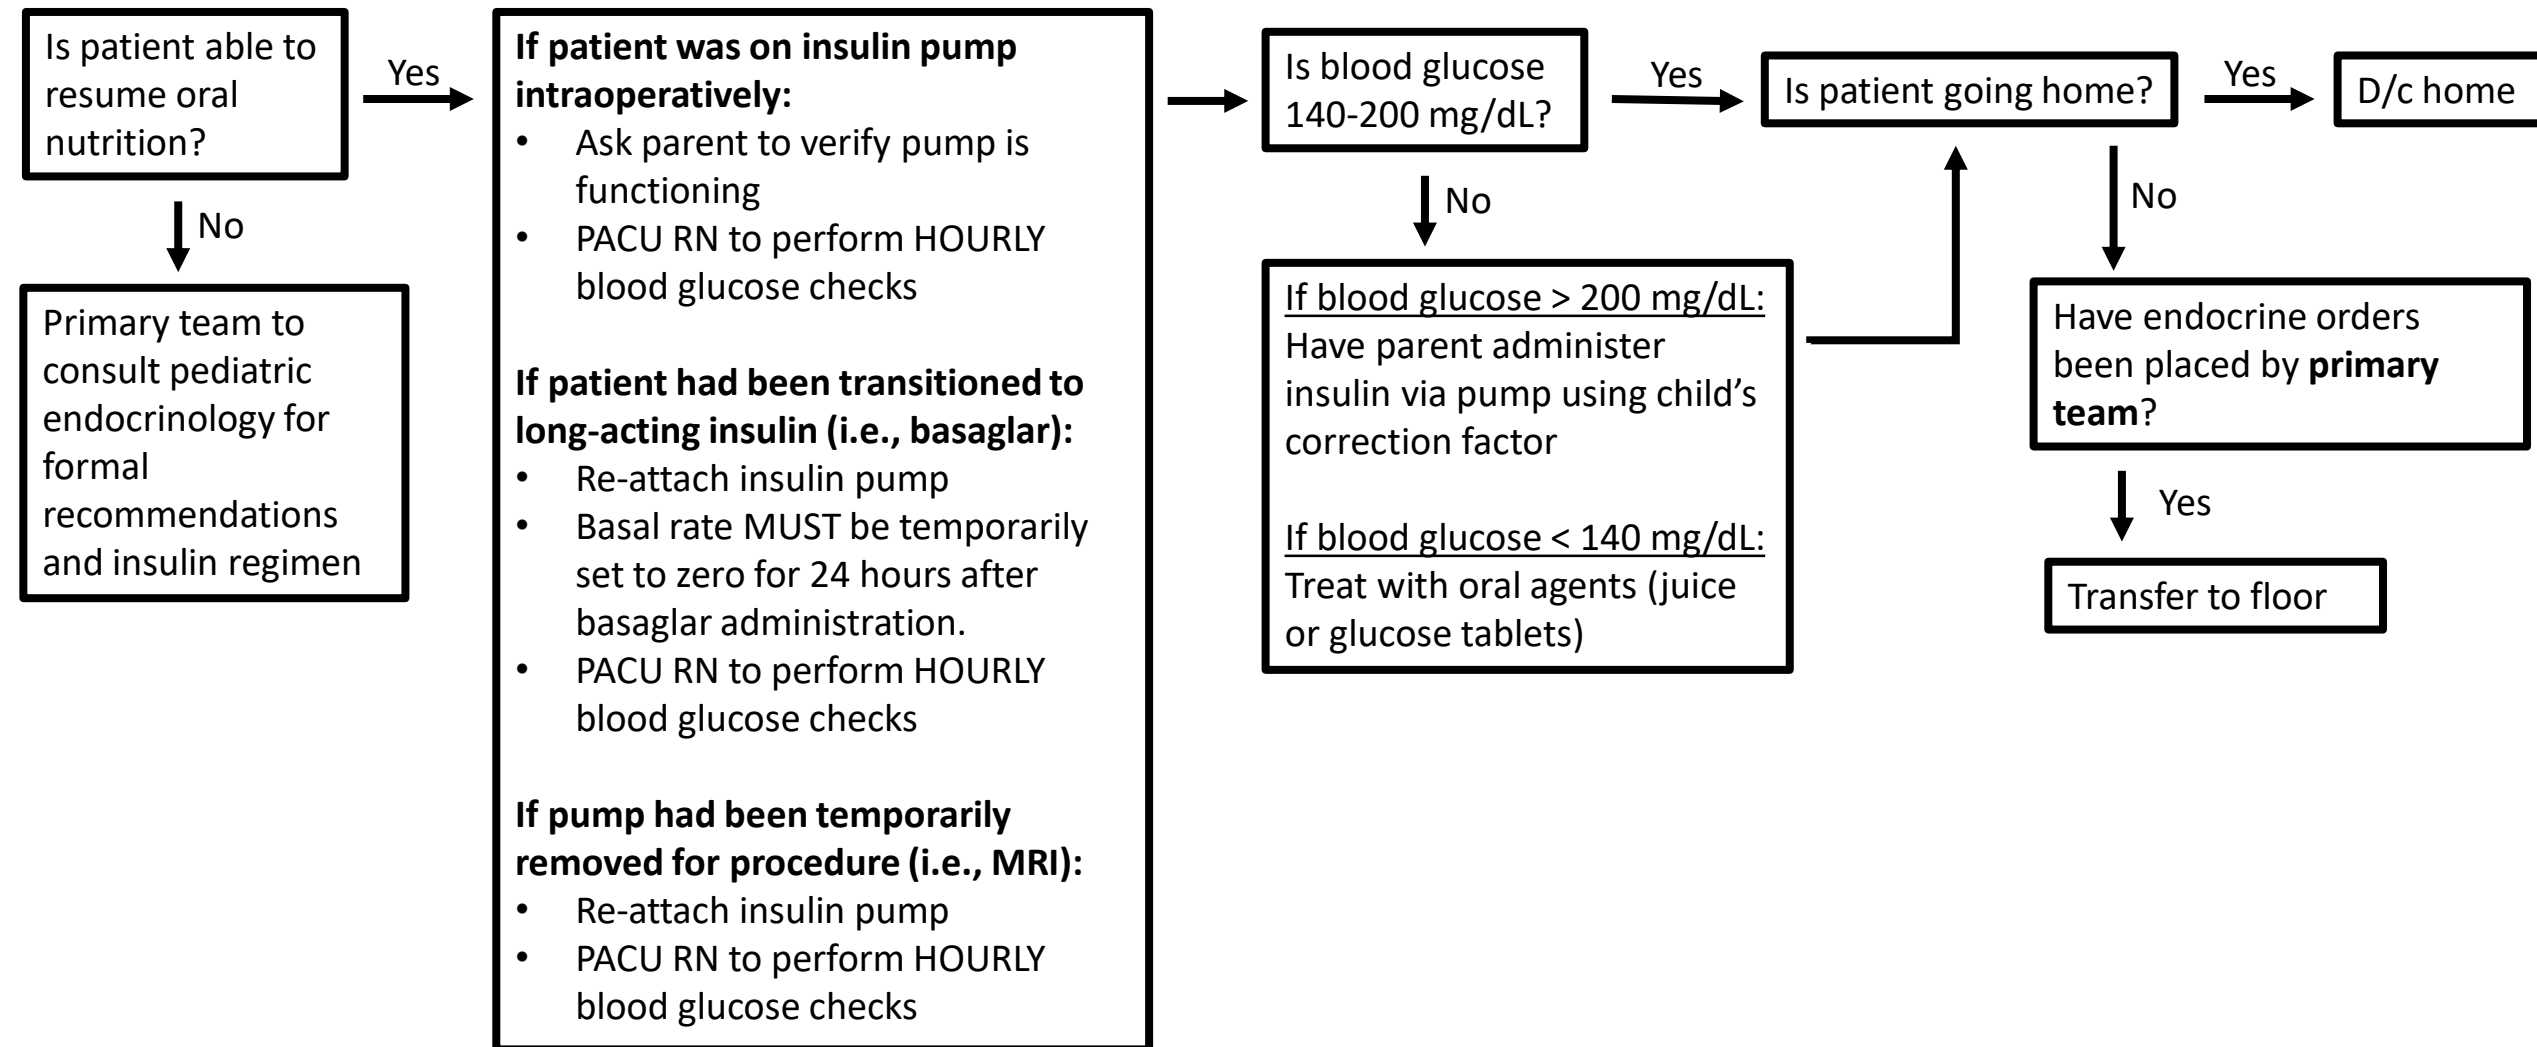 Is patient able to
resume oral
nutrition?
Yes
No
Primary team to
consult pediatric
endocrinology for
formal
recommendations
and insulin regimen
If patient was on insulin pump
intraoperatively:
• Ask parent to verify pump is
functioning
• PACU RN to perform HOURLY
blood glucose checks
If patient had been transitioned to
long-acting insulin (i.e., basaglar):
• Re-attach insulin pump
• Basal rate MUST be temporarily
set to zero for 24 hours after
basaglar administration.
• PACU RN to perform HOURLY
blood glucose checks
If pump had been temporarily
removed for procedure (i.e., MRI):
• Re-attach insulin pump
• PACU RN to perform HOURLY
blood glucose checks
Is blood glucose
140-200 mg/dL?
Yes
No
If blood glucose > 200 mg/dL:
Have parent administer
insulin via pump using child’s
correction factor
If blood glucose < 140 mg/dL:
Treat with oral agents (juice
or glucose tablets)
Is patient going home?
Yes
D/c home
No
Have endocrine orders
been placed by primary
team?
Yes
Transfer to floor